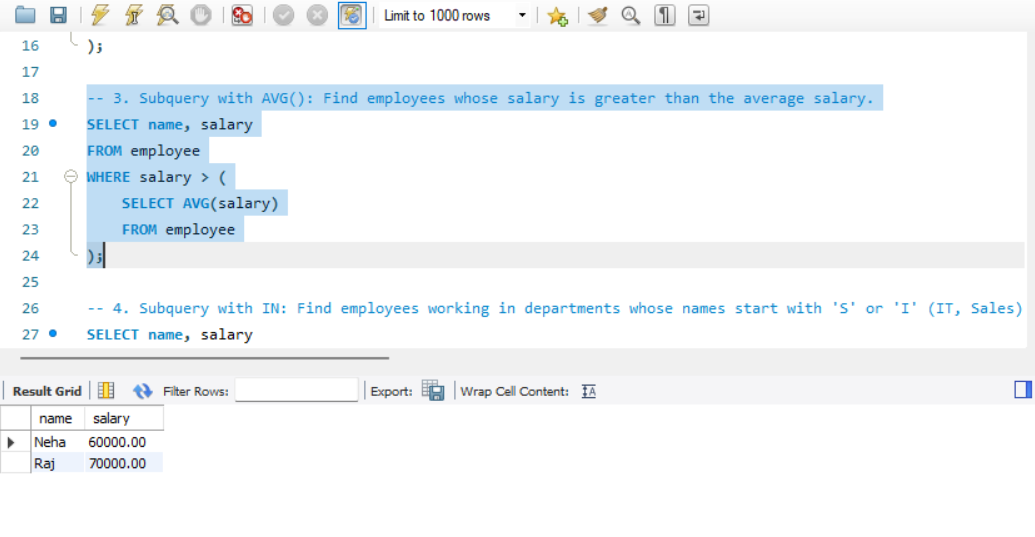 Limit to 1000 rows
16 );
17
18 -- 3. Subquery with AVG(): Find employees whose salary is greater than the average salary.
19 SELECT name, salary
20 FROM employee
21 WHERE salary > (
22 SELECT AVG(salary)
23 FROM employee
24 );
25
26 -- 4. Subquery with IN: Find employees working in departments whose names start with 'S' or 'I' (IT, Sales)
27 SELECT name, salary
Result Grid Filter Rows: Export: Wrap Cell Content: IA
name salary
Neha 60000.00
Raj 70000.00